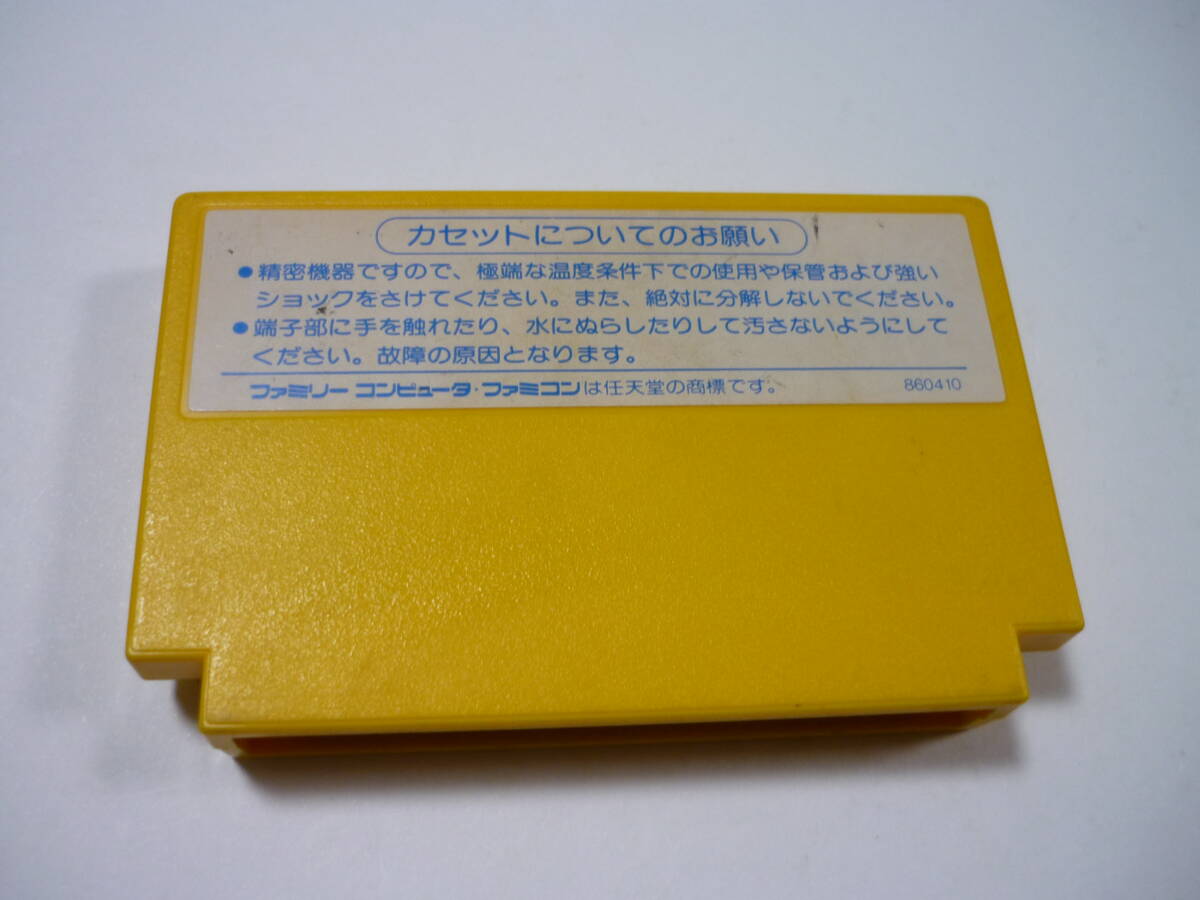 カセットについてのお願い
●精密機器ですので、極端な温度条件下での使用や保管および強い
ショックをさけてください。また、絶対に分解しないでください。
●端子部に手を触れたり、水にぬらしたりして汚さないようにして
ください。故障の原因となります。
ファミリー コンピュータ・ファミコンは任天堂の商標です。 860410